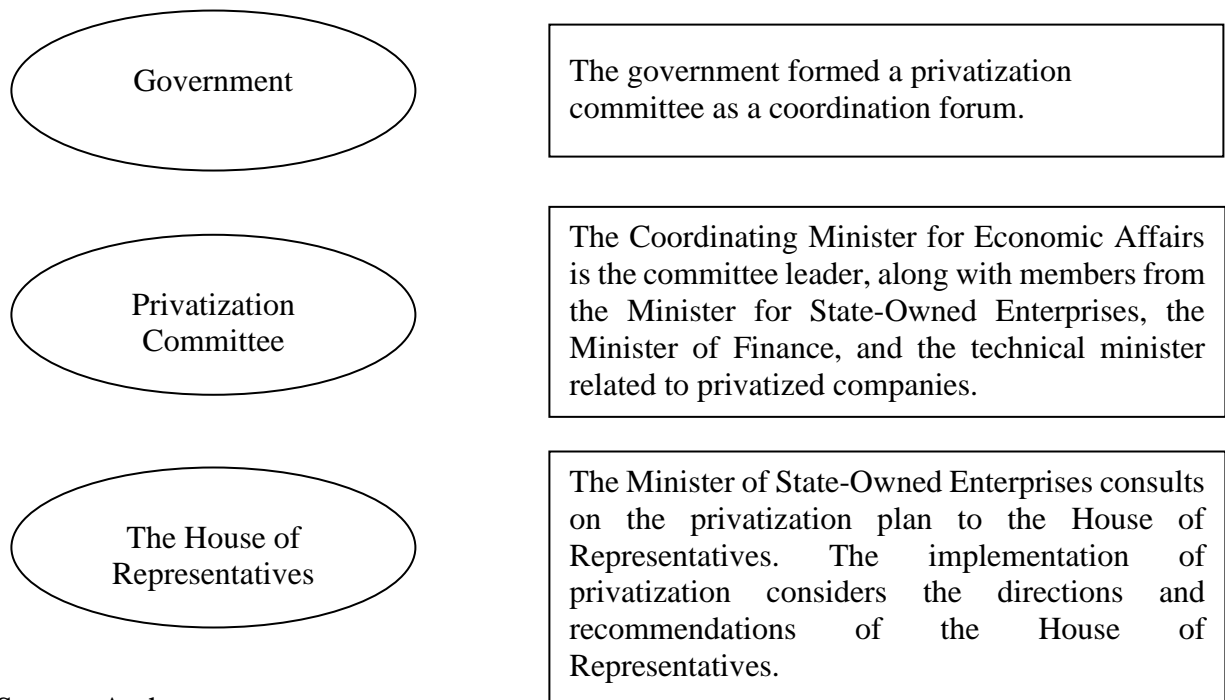 Government
The government formed a privatization
committee as a coordination forum.
Privatization
Committee
The Coordinating Minister for Economic Affairs
is the committee leader, along with members from
the Minister for State-Owned Enterprises, the
Minister of Finance, and the technical minister
related to privatized companies.
The House of
Representatives
The Minister of State-Owned Enterprises consults
on the privatization plan to the House of
Representatives. The implementation of
privatization considers the directions and
recommendations of the House of
Representatives.